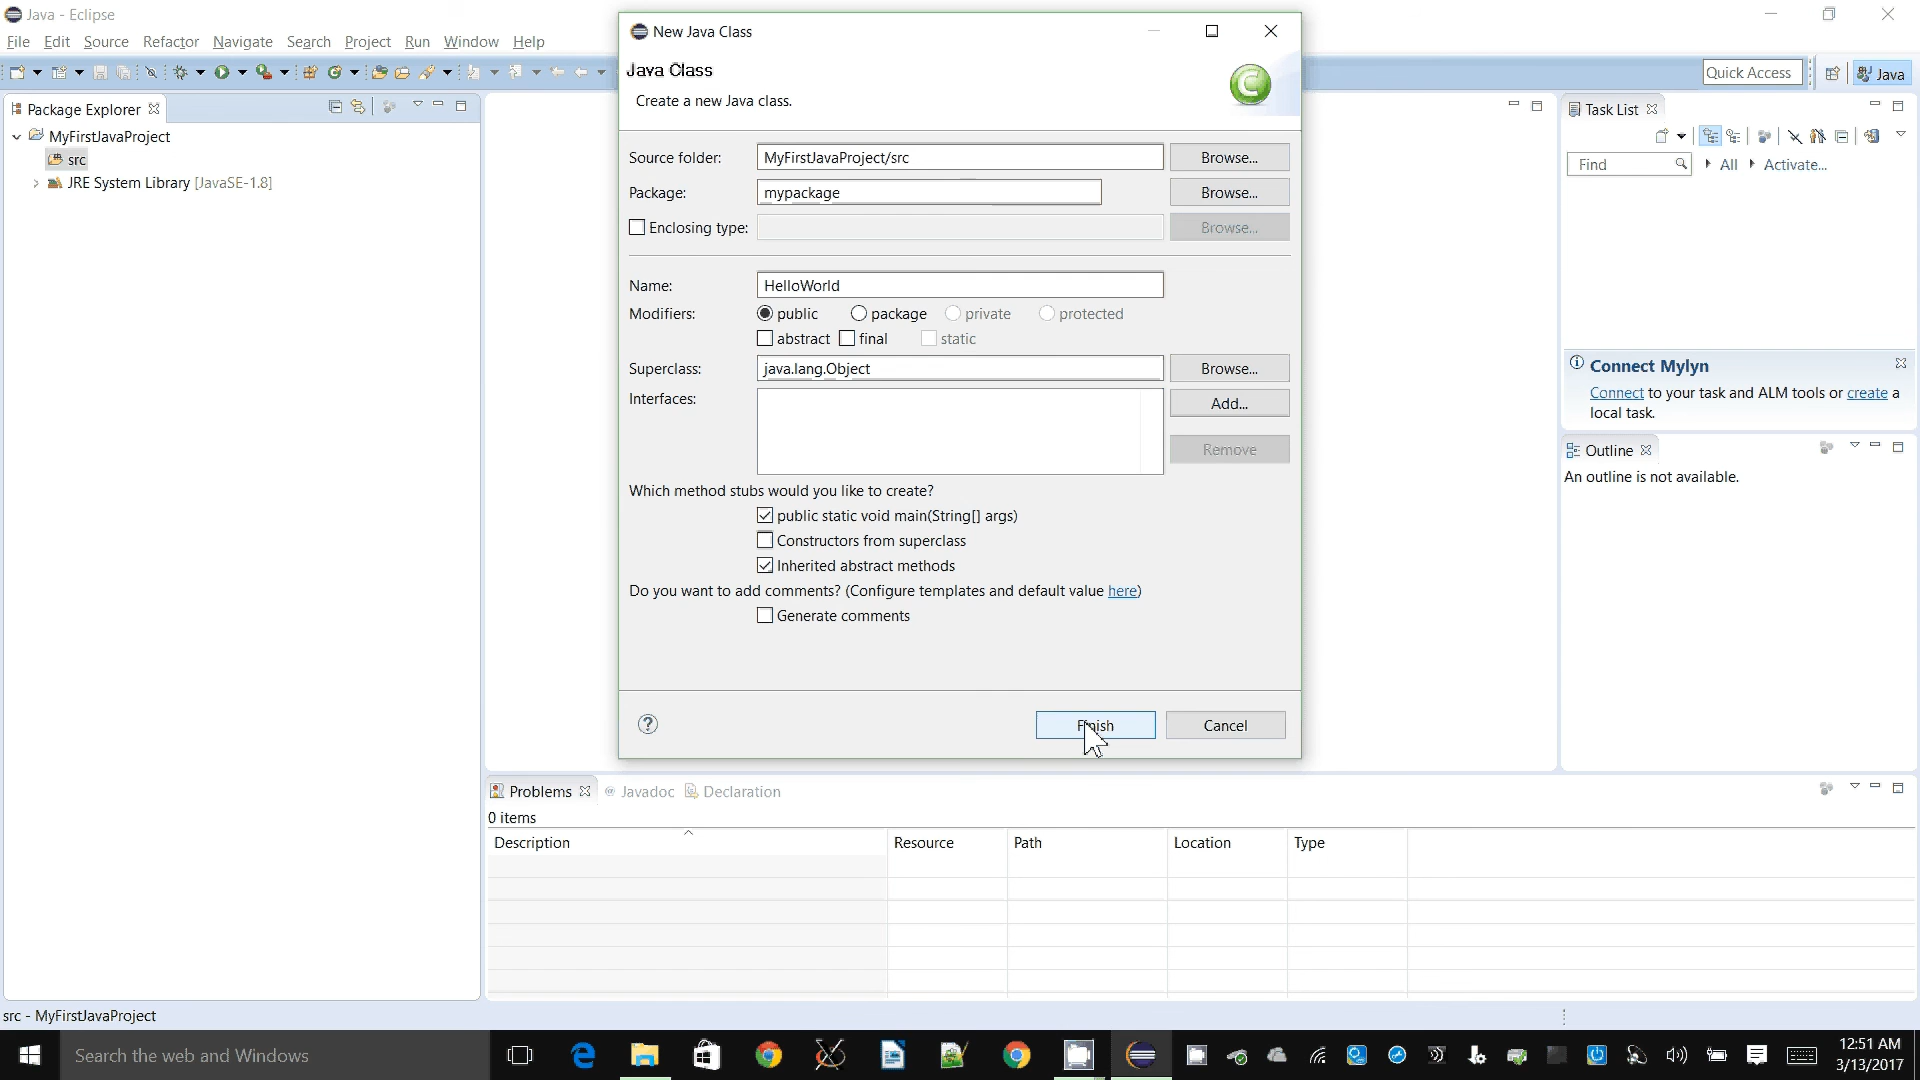 Java - Eclipse
File Edit Source Refactor Navigate Search Project Run Window Help
Quick Access
Java
Package Explorer
MyFirstJavaProject
src
JRE System Library [JavaSE-1.8]
New Java Class
Java Class
Create a new Java class.
Source folder: MyFirstJavaProject/src Browse...
Package: mypackage Browse...
Enclosing type: Browse...
Name: HelloWorld
Modifiers: public package private protected
abstract final static
Superclass: java.lang.Object Browse...
Interfaces: Add...
Remove
Which method stubs would you like to create?
public static void main(String[] args)
Constructors from superclass
Inherited abstract methods
Do you want to add comments? (Configure templates and default value here)
Generate comments
Finish Cancel
Task List
Find All Activate...
Connect Mylyn
Connect to your task and ALM tools or create a
local task.
Outline
An outline is not available.
Problems Javadoc Declaration
0 items
Description Resource Path Location Type
src - MyFirstJavaProject
Search the web and Windows
12:51 AM
3/13/2017